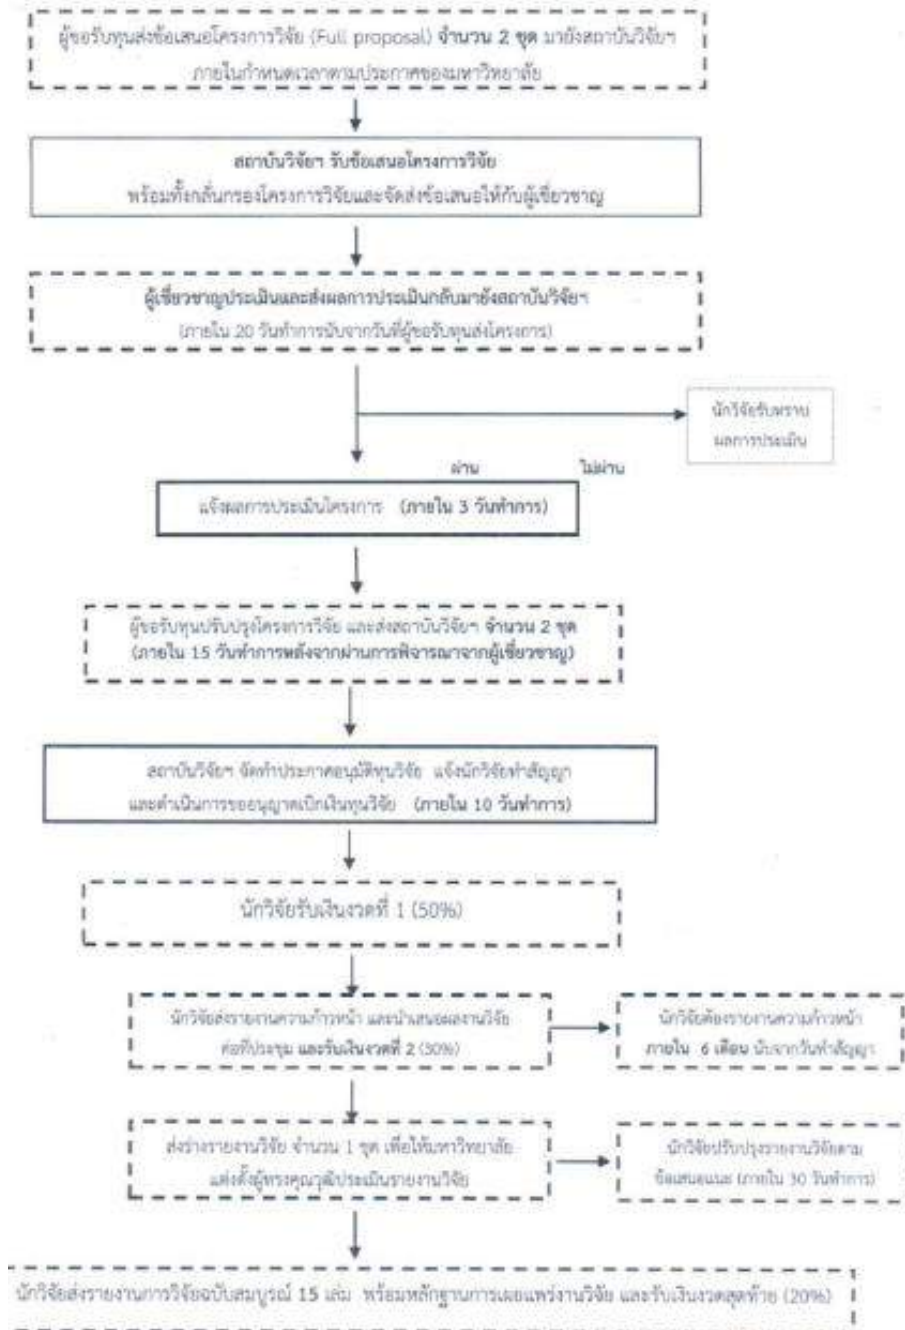 ผู้ขอรับทุนส่งข้อเสนอโครงการวิจัย (Full proposal) จำนวน 2 ชุด มายังสถาบันวิจัยฯ
ภายในกำหนดเวลาตามประกาศของมหาวิทยาลัย
สถาบันวิจัยฯ รับข้อเสนอโครงการวิจัย
พร้อมทั้งกลั่นกรองโครงการวิจัยและจัดส่งข้อเสนอให้กับผู้เชี่ยวชาญ
ผู้เชี่ยวชาญประเมินและส่งผลการประเมินกลับมายังสถาบันวิจัยฯ
(ภายใน 20 วันทำการนับจากวันที่ผู้ขอรับทุนส่งโครงการ)
นักวิจัยรับทราบ
ผลการประเมิน
ผ่าน ไม่ผ่าน
แจ้งผลการประเมินโครงการ (ภายใน 3 วันทำการ)
ผู้ขอรับทุนปรับปรุงโครงการวิจัย และส่งสถาบันวิจัยฯ จำนวน 2 ชุด
(ภายใน 15 วันทำการหลังจากผ่านการพิจารณาจากผู้เชี่ยวชาญ)
สถาบันวิจัยฯ จัดทำประกาศอนุมัติทุนวิจัย แจ้งนักวิจัยทำสัญญา
และดำเนินการขออนุญาตเบิกเงินทุนวิจัย (ภายใน 10 วันทำการ)
นักวิจัยรับเงินงวดที่ 1 (50%)
นักวิจัยส่งรายงานความก้าวหน้า และนำเสนอผลงานวิจัย
ต่อที่ประชุม และรับเงินงวดที่ 2 (30%)
นักวิจัยต้องรายงานความก้าวหน้า
ภายใน 6 เดือน นับจากวันทำสัญญา
ส่งร่างรายงานวิจัย จำนวน 1 ชุด เพื่อให้มหาวิทยาลัย
แต่งตั้งผู้ทรงคุณวุฒิประเมินรายงานวิจัย
นักวิจัยปรับปรุงรายงานวิจัยตาม
ข้อเสนอแนะ (ภายใน 30 วันทำการ)
นักวิจัยส่งรายงานการวิจัยฉบับสมบูรณ์ 15 เล่ม พร้อมหลักฐานการเผยแพร่งานวิจัย และรับเงินงวดสุดท้าย (20%)